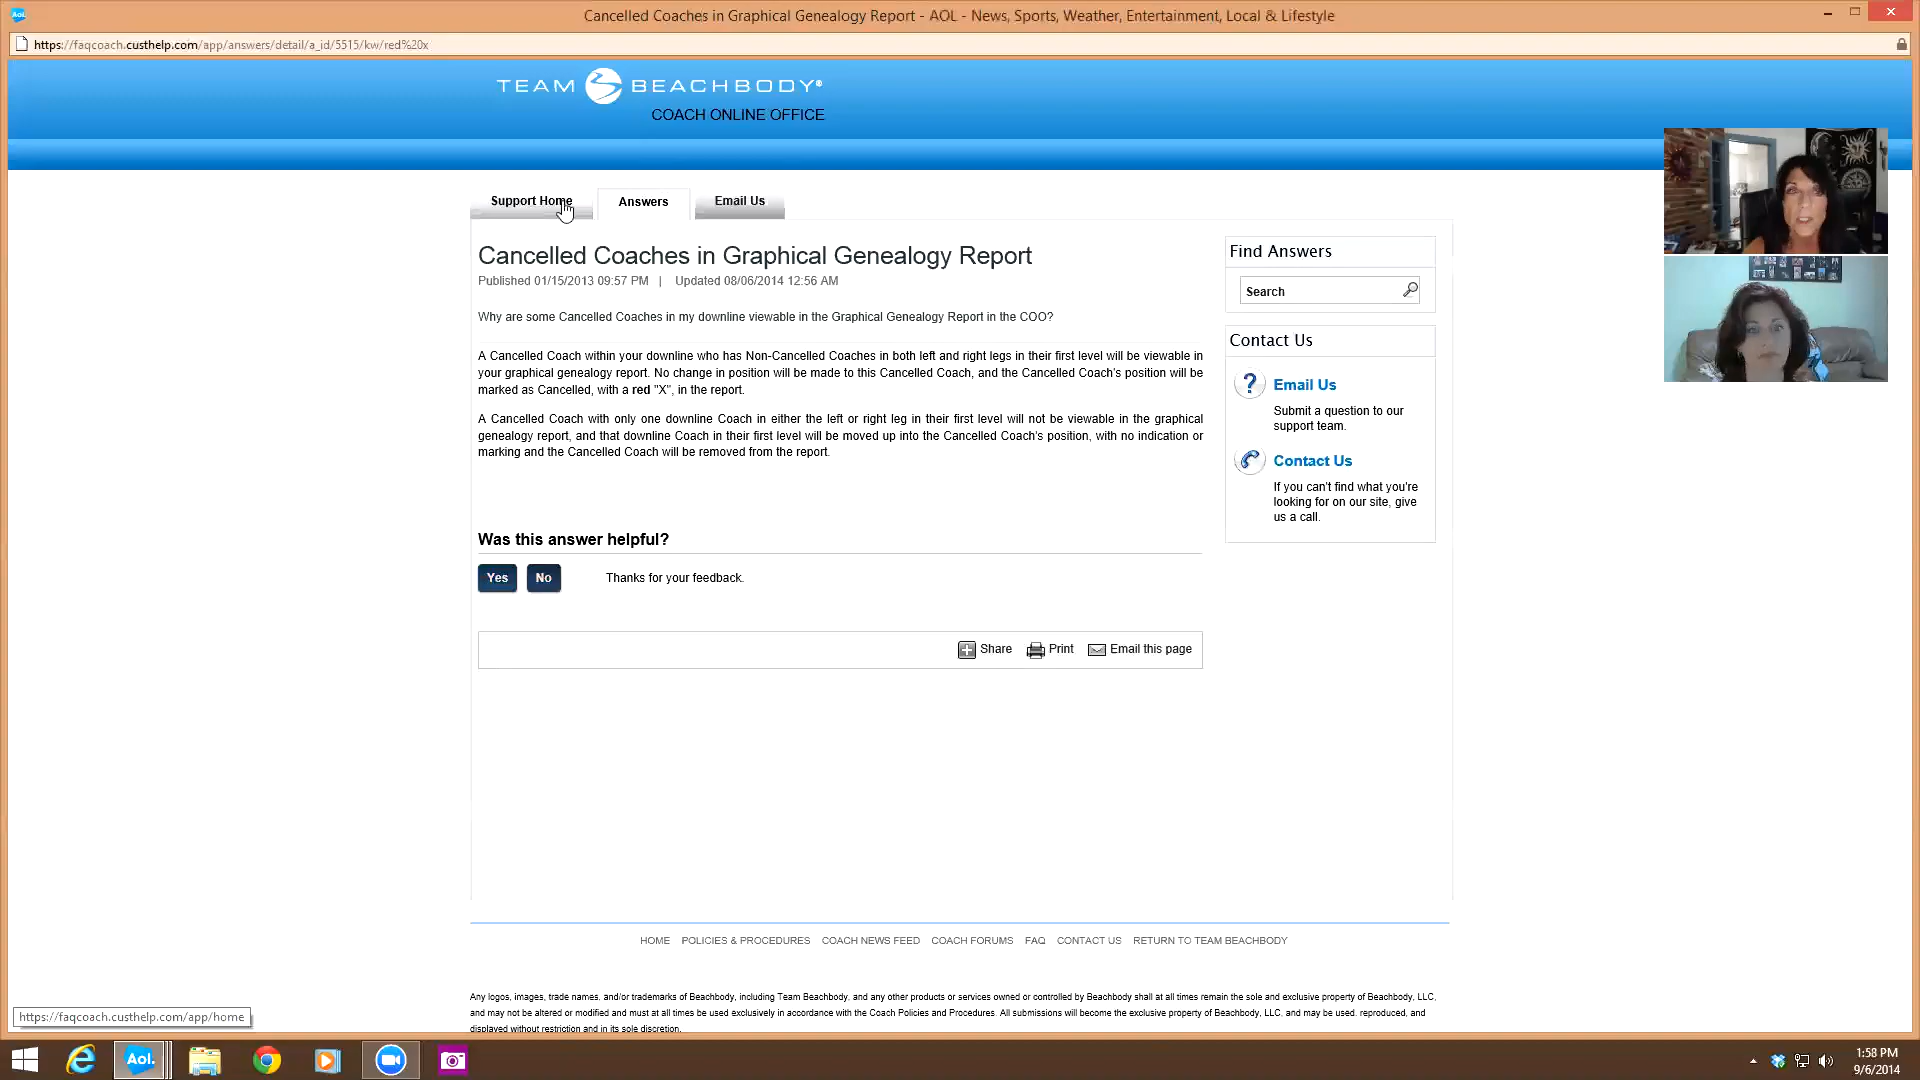 Aol.
Cancelled Coaches in Graphical Genealogy Report - AOL - News, Sports, Weather, Entertainment, Local & Lifestyle
https://faqcoach.custhelp.com/app/answers/detail/a_id/5515/kw/red%20x
TEAM BEACHBODY®
COACH ONLINE OFFICE
Support Home
Answers
Email Us
Cancelled Coaches in Graphical Genealogy Report
Published 01/15/2013 09:57 PM | Updated 08/06/2014 12:56 AM
Why are some Cancelled Coaches in my downline viewable in the Graphical Genealogy Report in the COO?
A Cancelled Coach within your downline who has Non-Cancelled Coaches in both left and right legs in their first level will be viewable in
your graphical genealogy report. No change in position will be made to this Cancelled Coach, and the Cancelled Coach's position will be
marked as Cancelled, with a red "X", in the report.
A Cancelled Coach with only one downline Coach in either the left or right leg in their first level will not be viewable in the graphical
genealogy report, and that downline Coach in their first level will be moved up into the Cancelled Coach's position, with no indication or
marking and the Cancelled Coach will be removed from the report.
Was this answer helpful?
Yes
No
Thanks for your feedback.
Share
Print
Email this page
Find Answers
Search
Contact Us
?
Email Us
Submit a question to our
support team.
Contact Us
If you can't find what you're
looking for on our site, give
us a call.
HOME POLICIES & PROCEDURES COACH NEWS FEED COACH FORUMS FAQ CONTACT US RETURN TO TEAM BEACHBODY
Any logos, images, trade names, and/or trademarks of Beachbody, including Team Beachbody, and any other products or services owned or controlled by Beachbody shall at all times remain the sole and exclusive property of Beachbody, LLC,
and may not be altered or modified and must at all times be used exclusively in accordance with the Coach Policies and Procedures. All submissions will become the exclusive property of Beachbody, LLC, and may be used, reproduced, and
displayed without restriction and in its sole discretion.
https://faqcoach.custhelp.com/app/home
Aol.
1:58 PM
9/6/2014